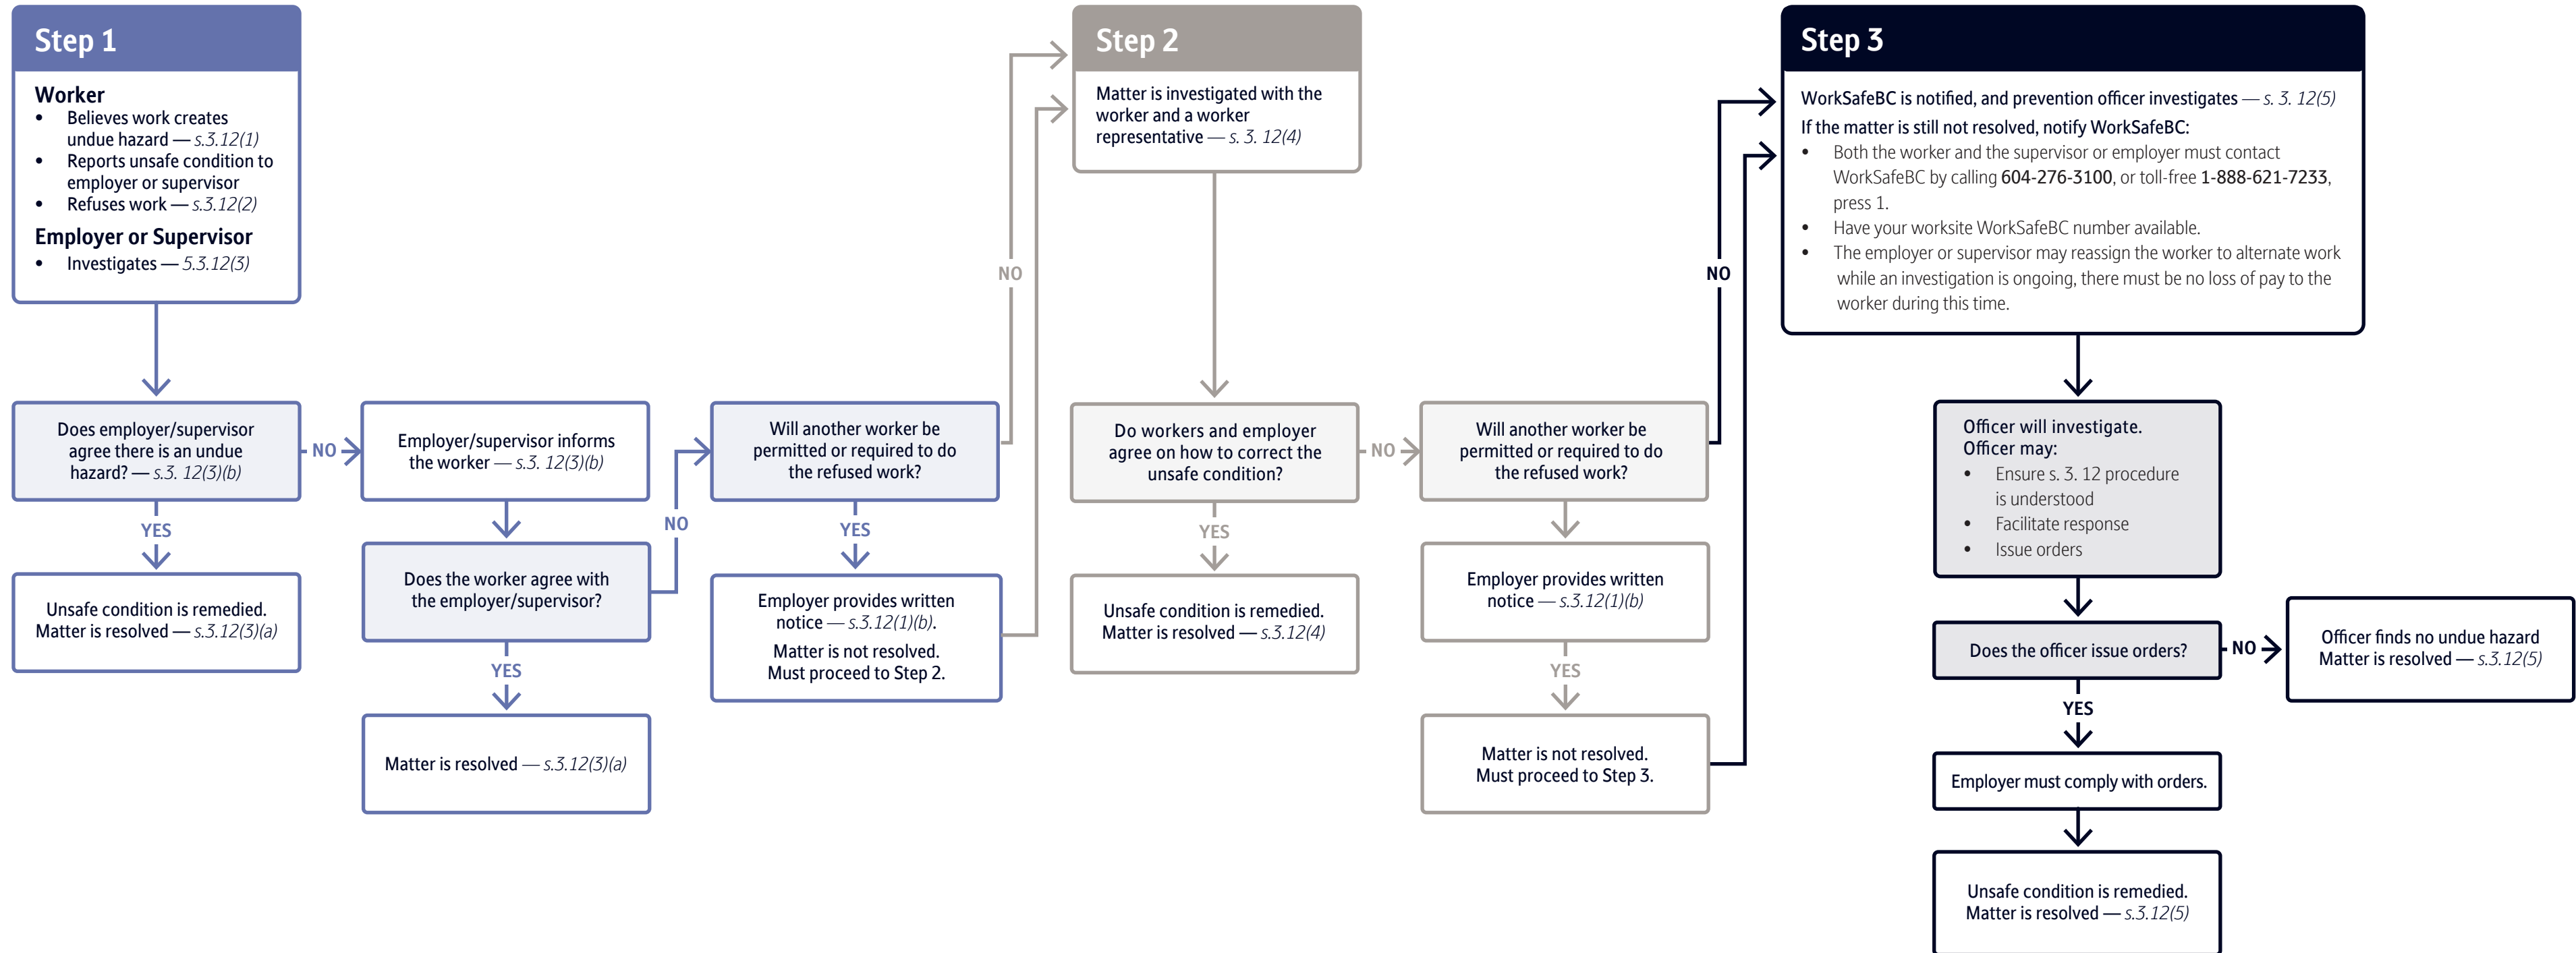 Step 1
Worker
• Believes work creates
undue hazard — s.3.12(1)
• Reports unsafe condition to
employer or supervisor
• Refuses work — s.3.12(2)
Employer or Supervisor
• Investigates — 5.3.12(3)
Does employer/supervisor
agree there is an undue
hazard? — s.3. 12(3)(b)
NO
YES
Unsafe condition is remedied.
Matter is resolved — s.3.12(3)(a)
Employer/supervisor informs
the worker — s.3. 12(3)(b)
Does the worker agree with
the employer/supervisor?
NO
YES
Matter is resolved — s.3.12(3)(a)
Will another worker be
permitted or required to do
the refused work?
NO
YES
Employer provides written
notice — s.3.12(1)(b).
Matter is not resolved.
Must proceed to Step 2.
Step 2
Matter is investigated with the
worker and a worker
representative — s. 3. 12(4)
Do workers and employer
agree on how to correct the
unsafe condition?
NO
YES
Unsafe condition is remedied.
Matter is resolved — s.3.12(4)
Will another worker be
permitted or required to do
the refused work?
NO
Employer provides written
notice — s.3.12(1)(b)
YES
Matter is not resolved.
Must proceed to Step 3.
Step 3
WorkSafeBC is notified, and prevention officer investigates — s. 3. 12(5)
If the matter is still not resolved, notify WorkSafeBC:
• Both the worker and the supervisor or employer must contact
WorkSafeBC by calling 604-276-3100, or toll-free 1-888-621-7233,
press 1.
• Have your worksite WorkSafeBC number available.
• The employer or supervisor may reassign the worker to alternate work
while an investigation is ongoing, there must be no loss of pay to the
worker during this time.
Officer will investigate.
Officer may:
• Ensure s. 3. 12 procedure
is understood
• Facilitate response
• Issue orders
Does the officer issue orders?
NO
Officer finds no undue hazard
Matter is resolved — s.3.12(5)
YES
Employer must comply with orders.
Unsafe condition is remedied.
Matter is resolved — s.3.12(5)